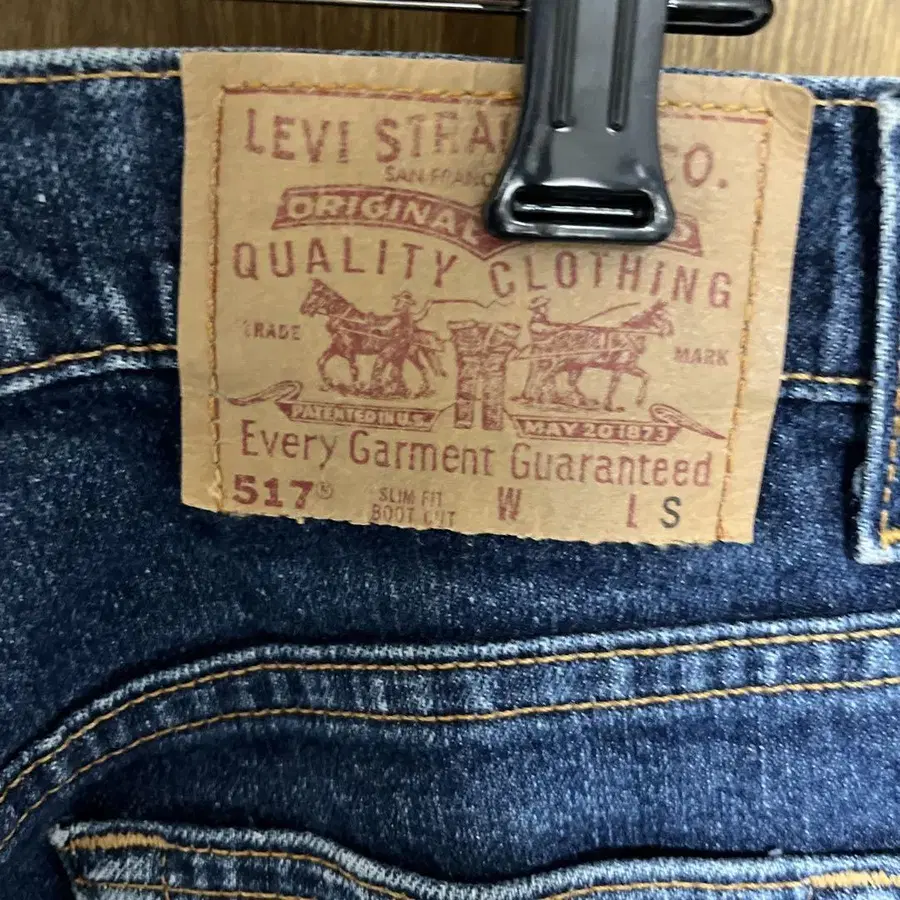 LEVI STRA CO.
SAN FRANC
ORIGINAL
QUALITY CLOTHING
TRADE MARK
PATENTED IN U.S. MAY 20 1873
Every Garment Guaranteed
517® SLIM FIT W L S
BOOT CUT